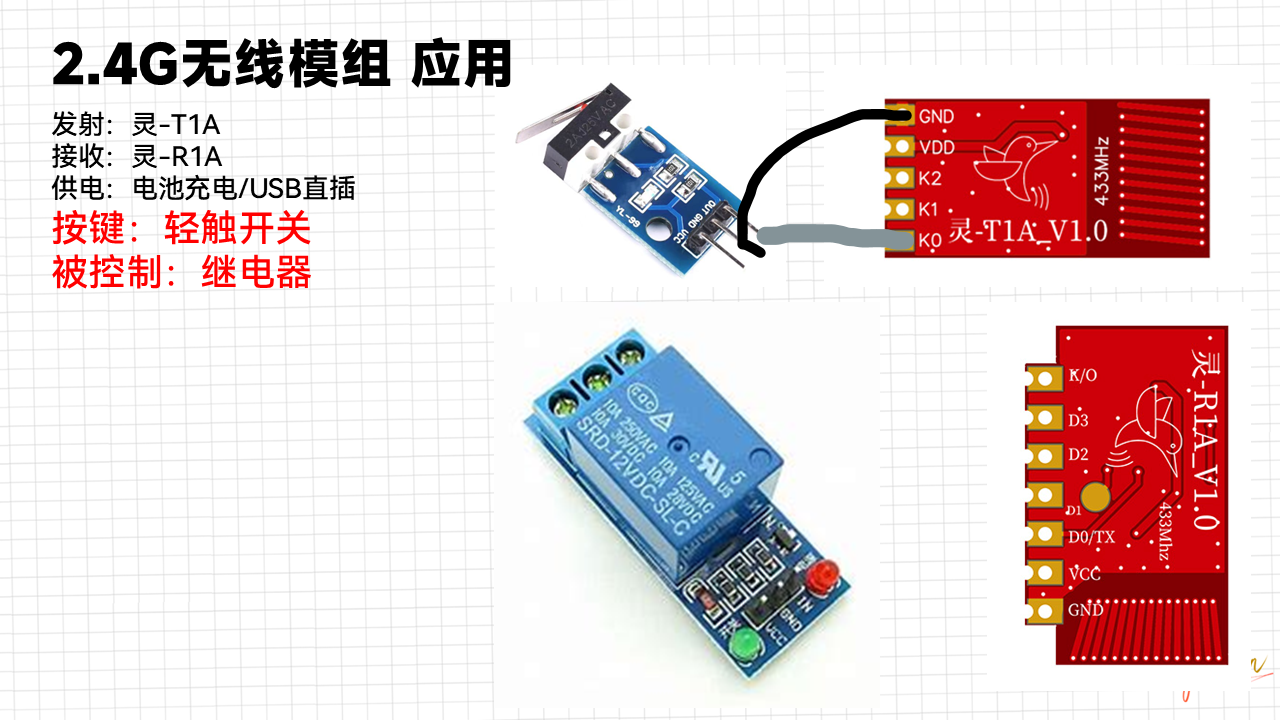 2.4G无线模组 应用
发射：灵-T1A
接收：灵-R1A
供电：电池充电/USB直插
按键：轻触开关
被控制：继电器
2A125VAC
YL-99
OUT
GND
VCC
GND
VDD
K2
K1
K0
灵-T1A_V1.0
433MHz
10A 250VAC 10A 125VAC
10A 30VDC 10A 28VDC
SRD-12VDC-SL-C
C US 5
IN
GND
VCC
K/O
D3
D2
D1
D0/TX
VCC
GND
灵-R1A_V1.0
433Mhz